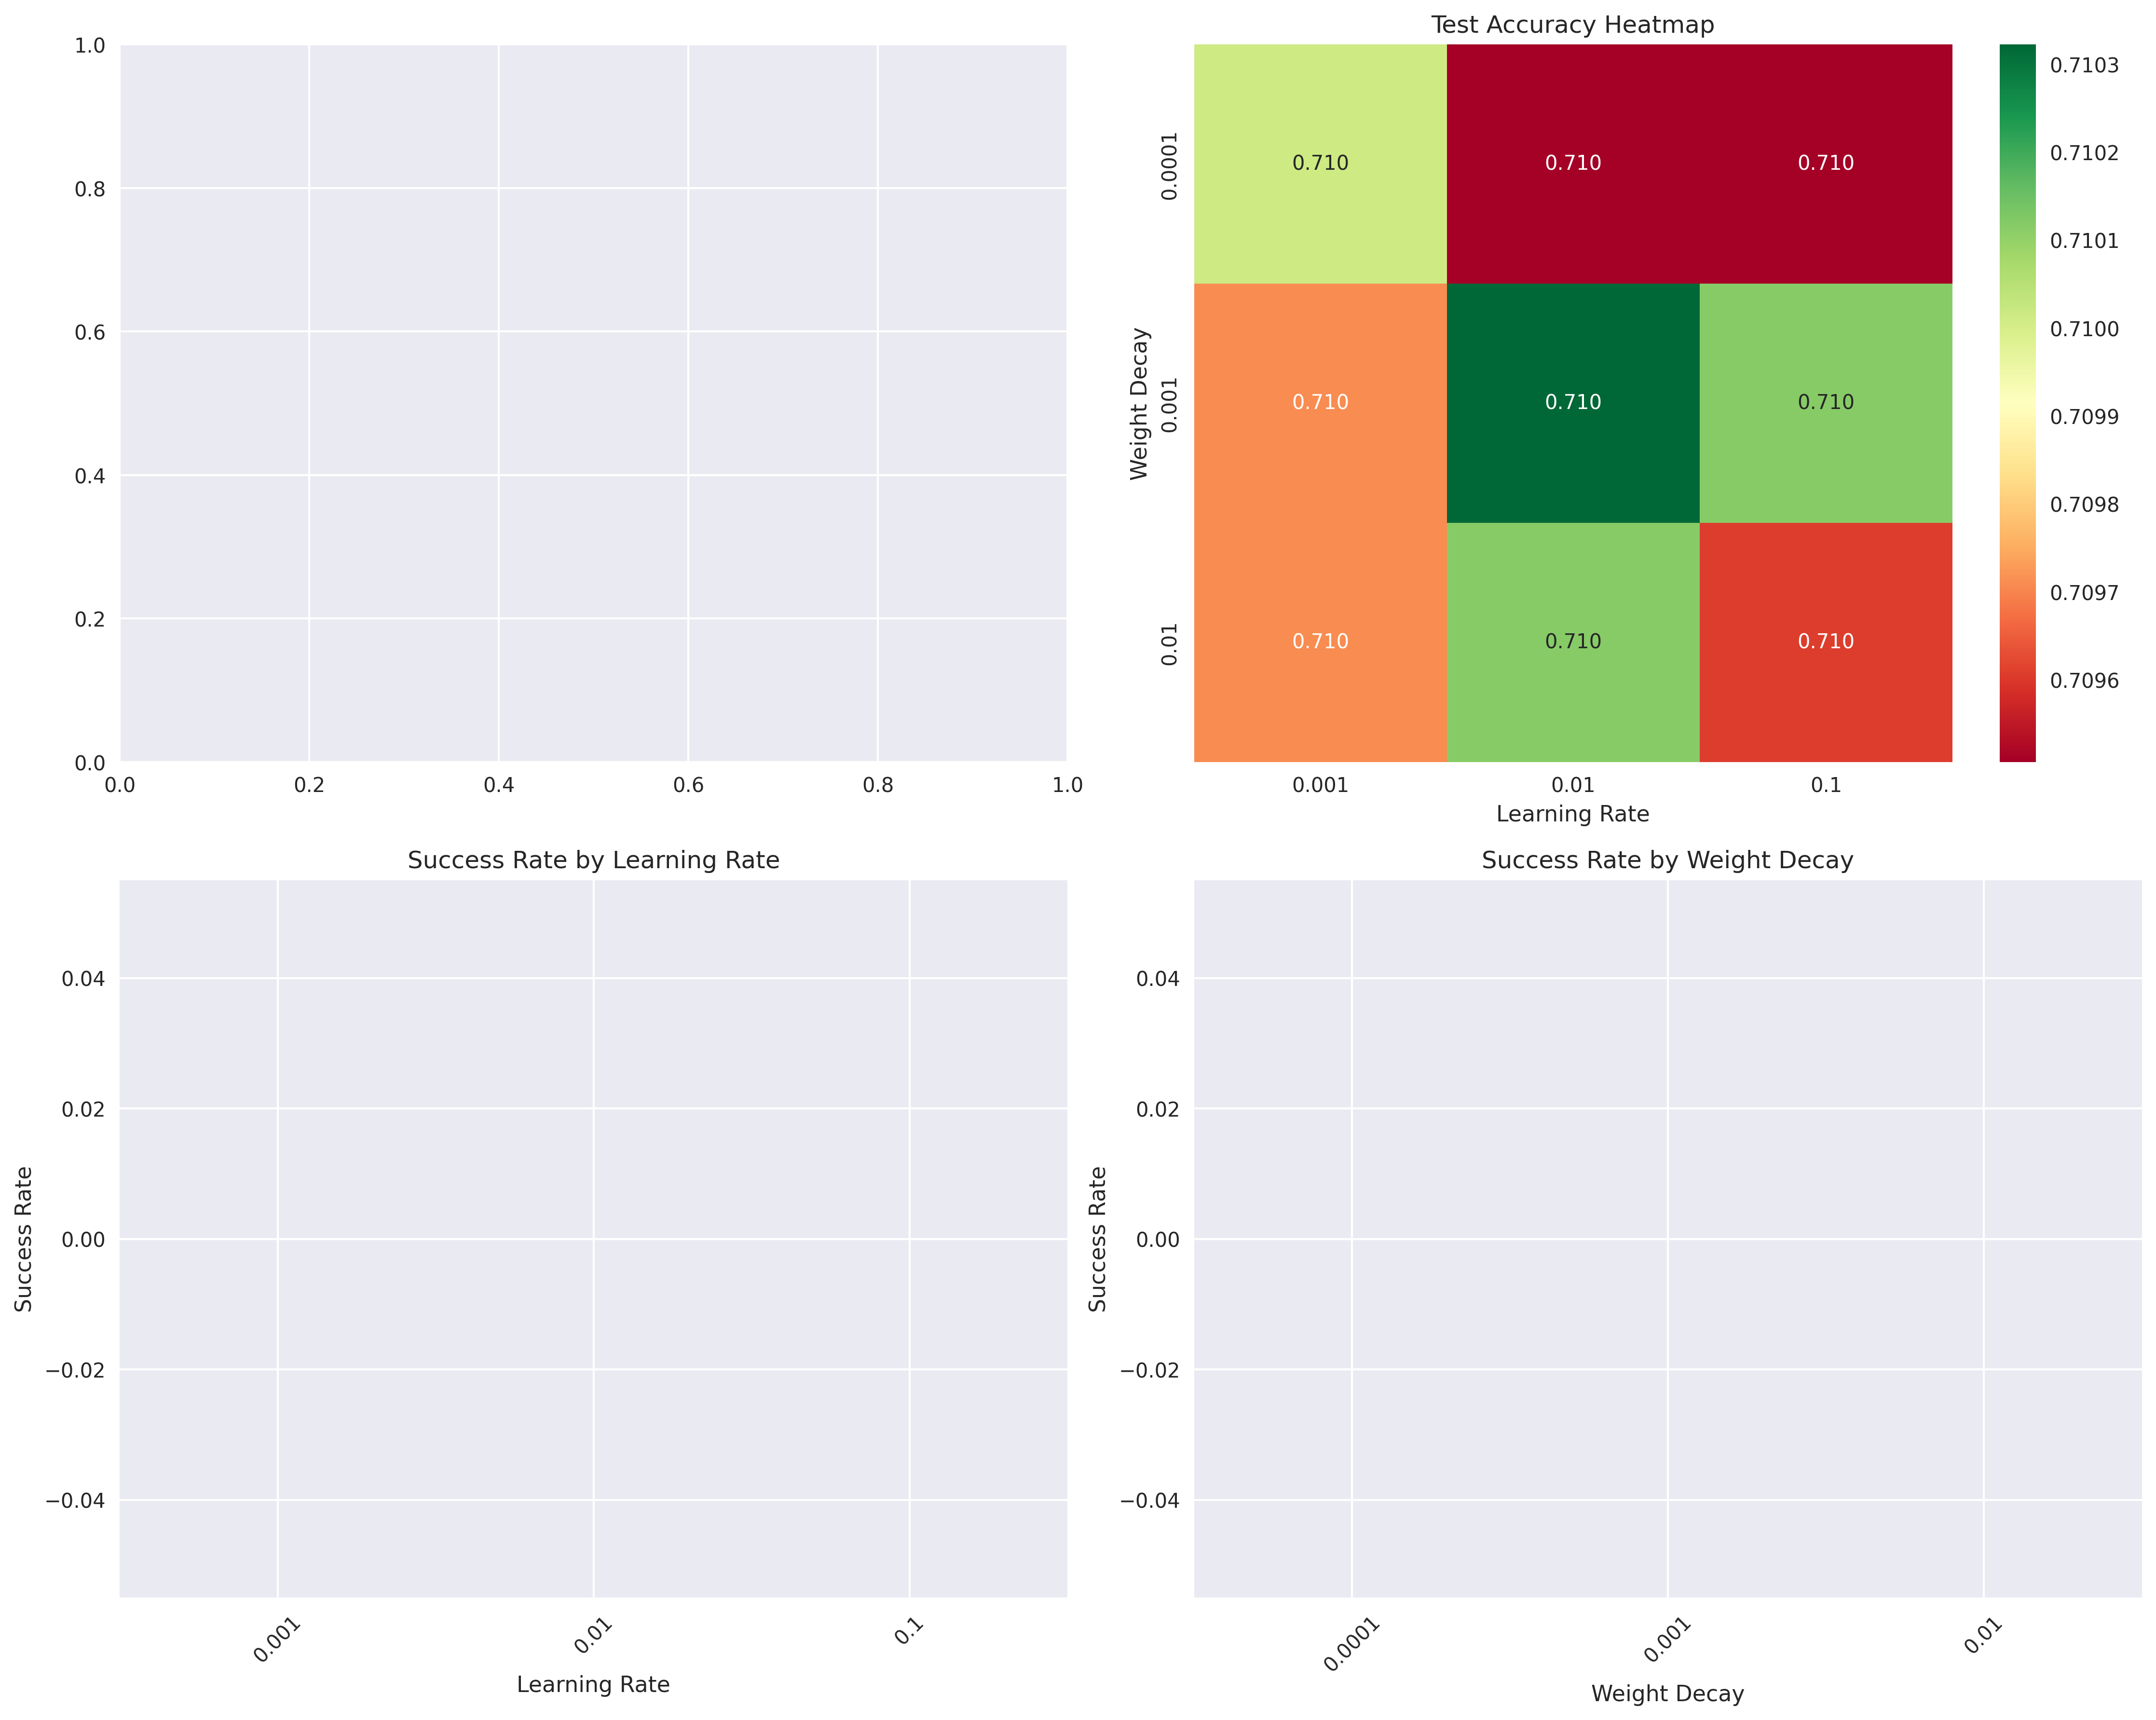 1.0
0.8
0.6
0.4
0.2
0.0
0.0 0.2 0.4 0.6 0.8 1.0
Test Accuracy Heatmap
Weight Decay
0.0001
0.001
0.01
0.710 0.710 0.710
0.710 0.710 0.710
0.710 0.710 0.710
0.001 0.01 0.1
Learning Rate
0.7103
0.7102
0.7101
0.7100
0.7099
0.7098
0.7097
0.7096
Success Rate by Learning Rate
Success Rate
0.04
0.02
0.00
−0.02
−0.04
0.001 0.01 0.1
Learning Rate
Success Rate by Weight Decay
Success Rate
0.04
0.02
0.00
−0.02
−0.04
0.0001 0.001 0.01
Weight Decay